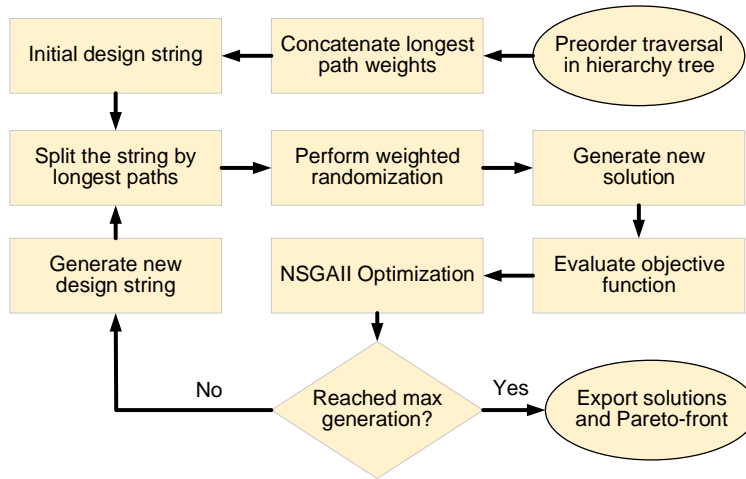 Initial design string
Concatenate longest
path weights
Preorder traversal
in hierarchy tree
Split the string by
longest paths
Perform weighted
randomization
Generate new
solution
Generate new
design string
NSGAII Optimization
Evaluate objective
function
No
Reached max
generation?
Yes
Export solutions
and Pareto-front